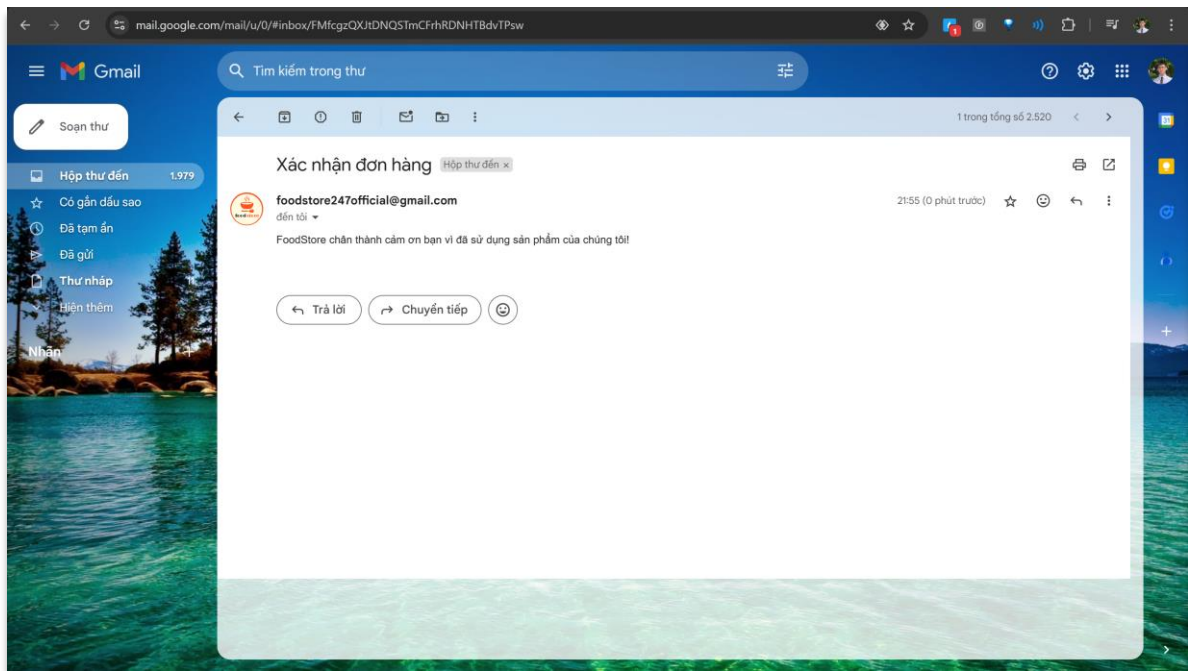 mail.google.com/mail/u/0/#inbox/FMfcgzQXJtDNQSTmCFrhRDNHTBdvTPsw
1
Gmail
Tìm kiếm trong thư
Soạn thư
1 trong tổng số 2.520
31
Xác nhận đơn hàng Hộp thư đến ×
Hộp thư đến 1.979
foodstore247official@gmail.com 21:55 (0 phút trước)
Có gắn dấu sao
đến tôi
Đã tạm ẩn
FoodStore chân thành cảm ơn bạn vì đã sử dụng sản phẩm của chúng tôi!
Đã gửi
Thư nháp
Hiện thêm
Trả lời
Chuyển tiếp
Nhãn